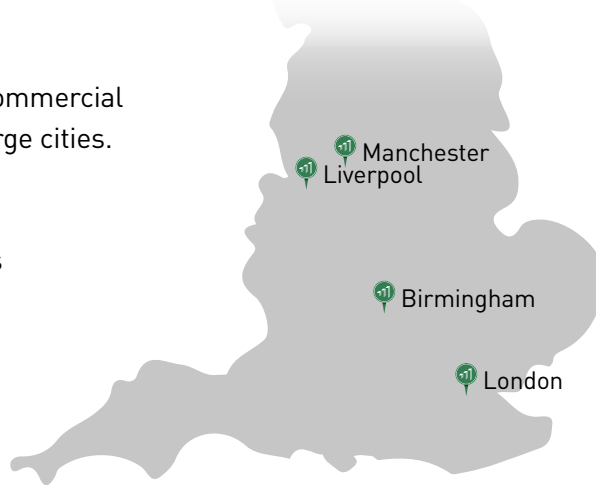 ommercial
rge cities.
s
Manchester
Liverpool
Birmingham
London